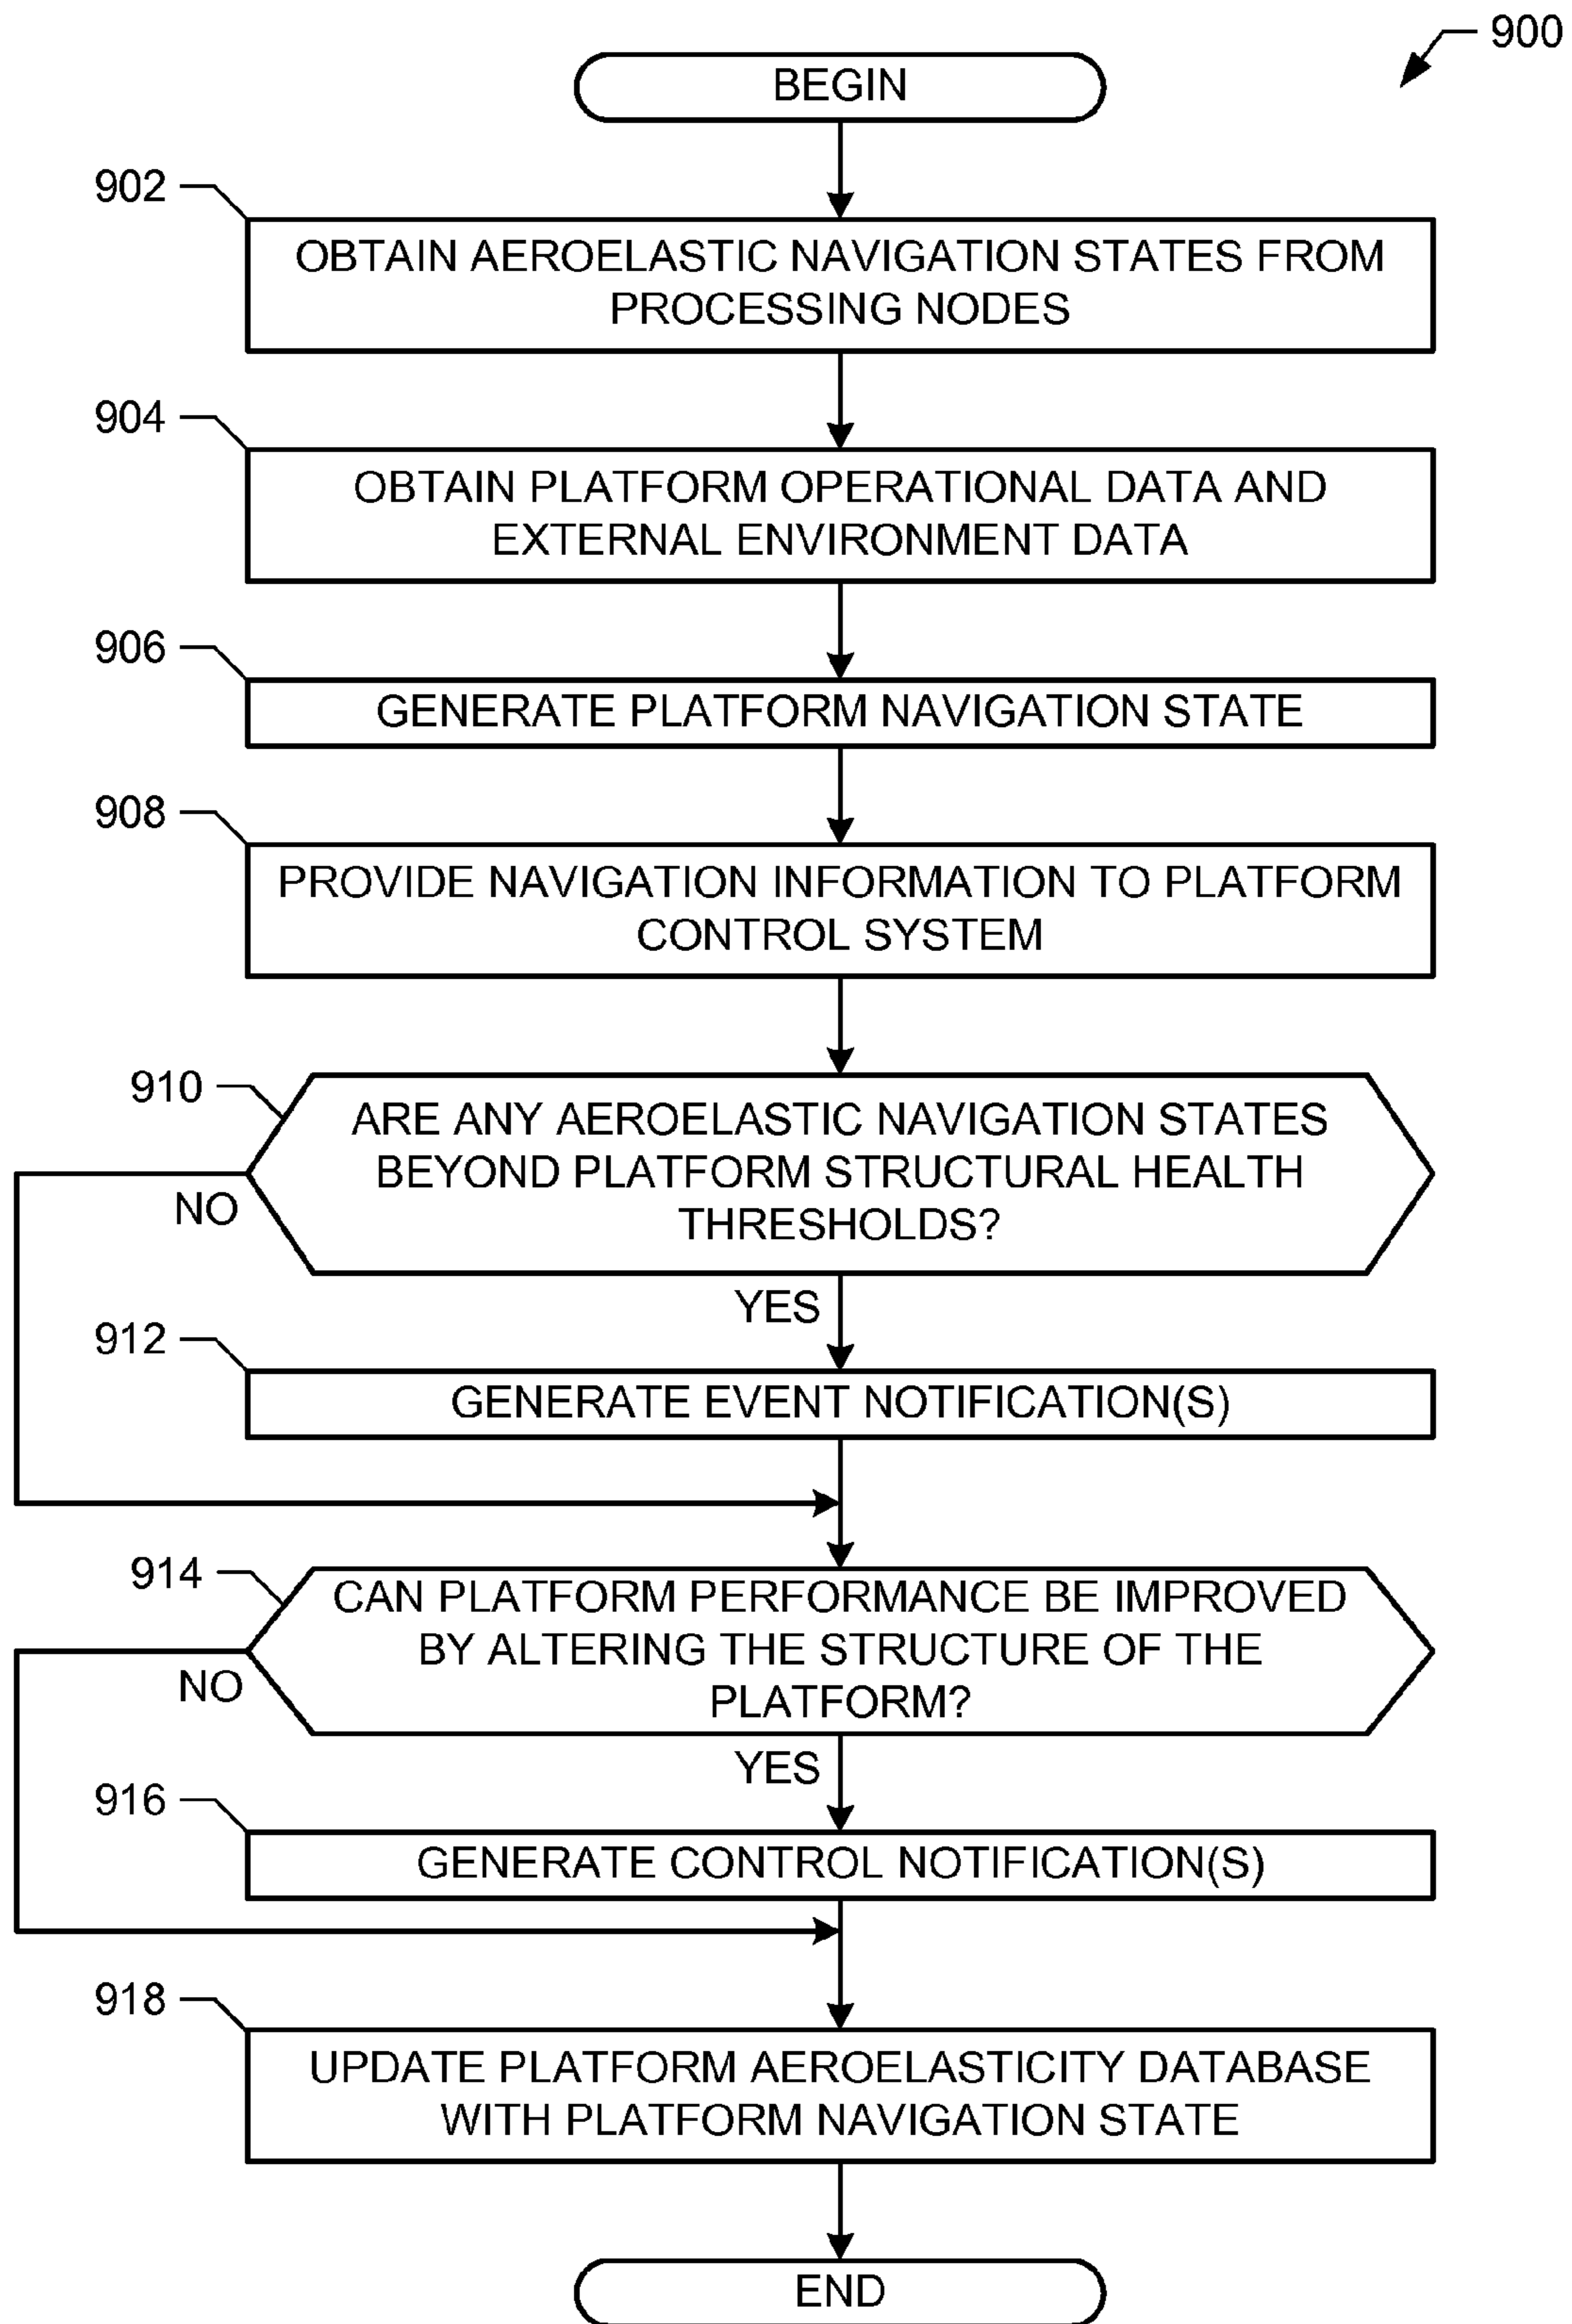 900
BEGIN
902
OBTAIN AEROELASTIC NAVIGATION STATES FROM
PROCESSING NODES
904
OBTAIN PLATFORM OPERATIONAL DATA AND
EXTERNAL ENVIRONMENT DATA
906
GENERATE PLATFORM NAVIGATION STATE
908
PROVIDE NAVIGATION INFORMATION TO PLATFORM
CONTROL SYSTEM
910
ARE ANY AEROELASTIC NAVIGATION STATES
BEYOND PLATFORM STRUCTURAL HEALTH
THRESHOLDS?
NO
YES
912
GENERATE EVENT NOTIFICATION(S)
914
CAN PLATFORM PERFORMANCE BE IMPROVED
BY ALTERING THE STRUCTURE OF THE
PLATFORM?
NO
YES
916
GENERATE CONTROL NOTIFICATION(S)
918
UPDATE PLATFORM AEROELASTICITY DATABASE
WITH PLATFORM NAVIGATION STATE
END